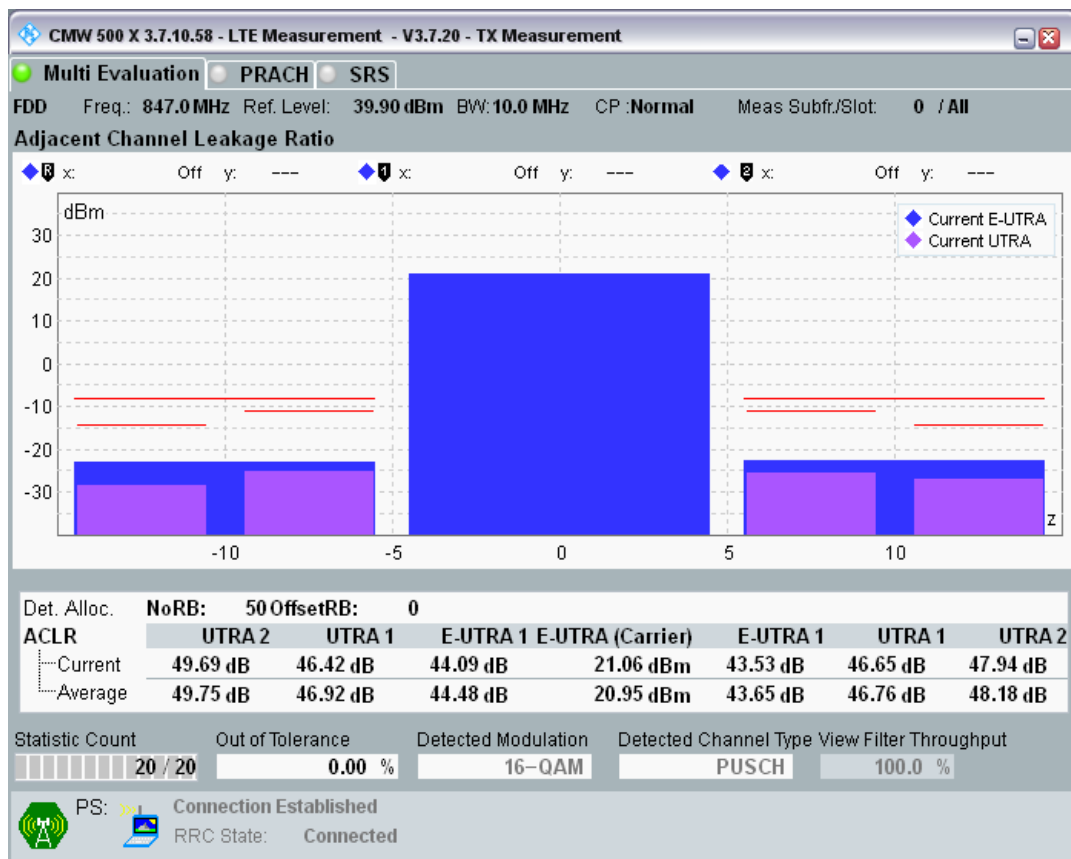 CMW 500 X 3.7.10.58 - LTE Measurement - V3.7.20 - TX Measurement
Multi Evaluation PRACH SRS
FDD Freq.: 847.0 MHz Ref. Level: 39.90 dBm BW: 10.0 MHz CP :Normal Meas Subfr./Slot: 0 / All
Adjacent Channel Leakage Ratio
R x: Off y: --- 1 x: Off y: --- 2 x: Off y: ---
dBm
Current E-UTRA
Current UTRA
30
20
10
0
-10
-20
-30
z
-10 -5 0 5 10
Det. Alloc. NoRB: 50 OffsetRB: 0
ACLR UTRA 2 UTRA 1 E-UTRA 1 E-UTRA (Carrier) E-UTRA 1 UTRA 1 UTRA 2
Current 49.69 dB 46.42 dB 44.09 dB 21.06 dBm 43.53 dB 46.65 dB 47.94 dB
Average 49.75 dB 46.92 dB 44.48 dB 20.95 dBm 43.65 dB 46.76 dB 48.18 dB
Statistic Count Out of Tolerance Detected Modulation Detected Channel Type View Filter Throughput
20 / 20 0.00 % 16-QAM PUSCH 100.0 %
PS: Connection Established
RRC State: Connected